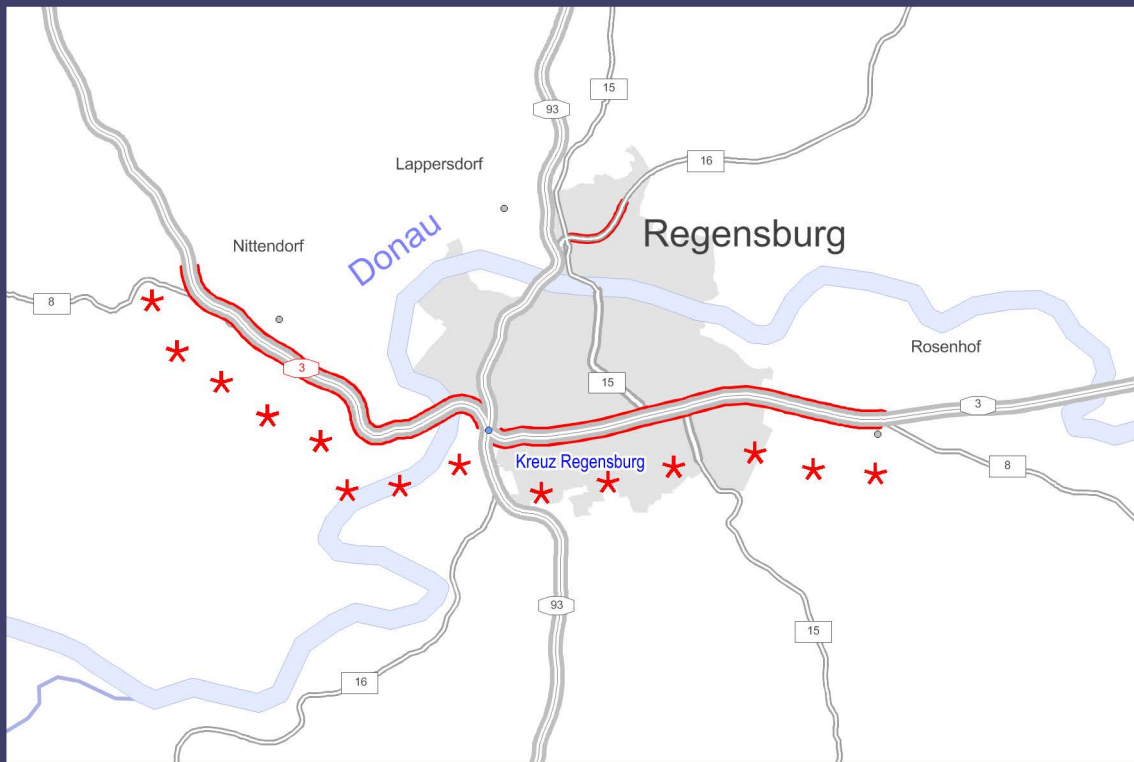 15
93
16
Lappersdorf
Regensburg
Donau
Nittendorf
8
Rosenhof
3
15
3
Kreuz Regensburg
8
93
15
16